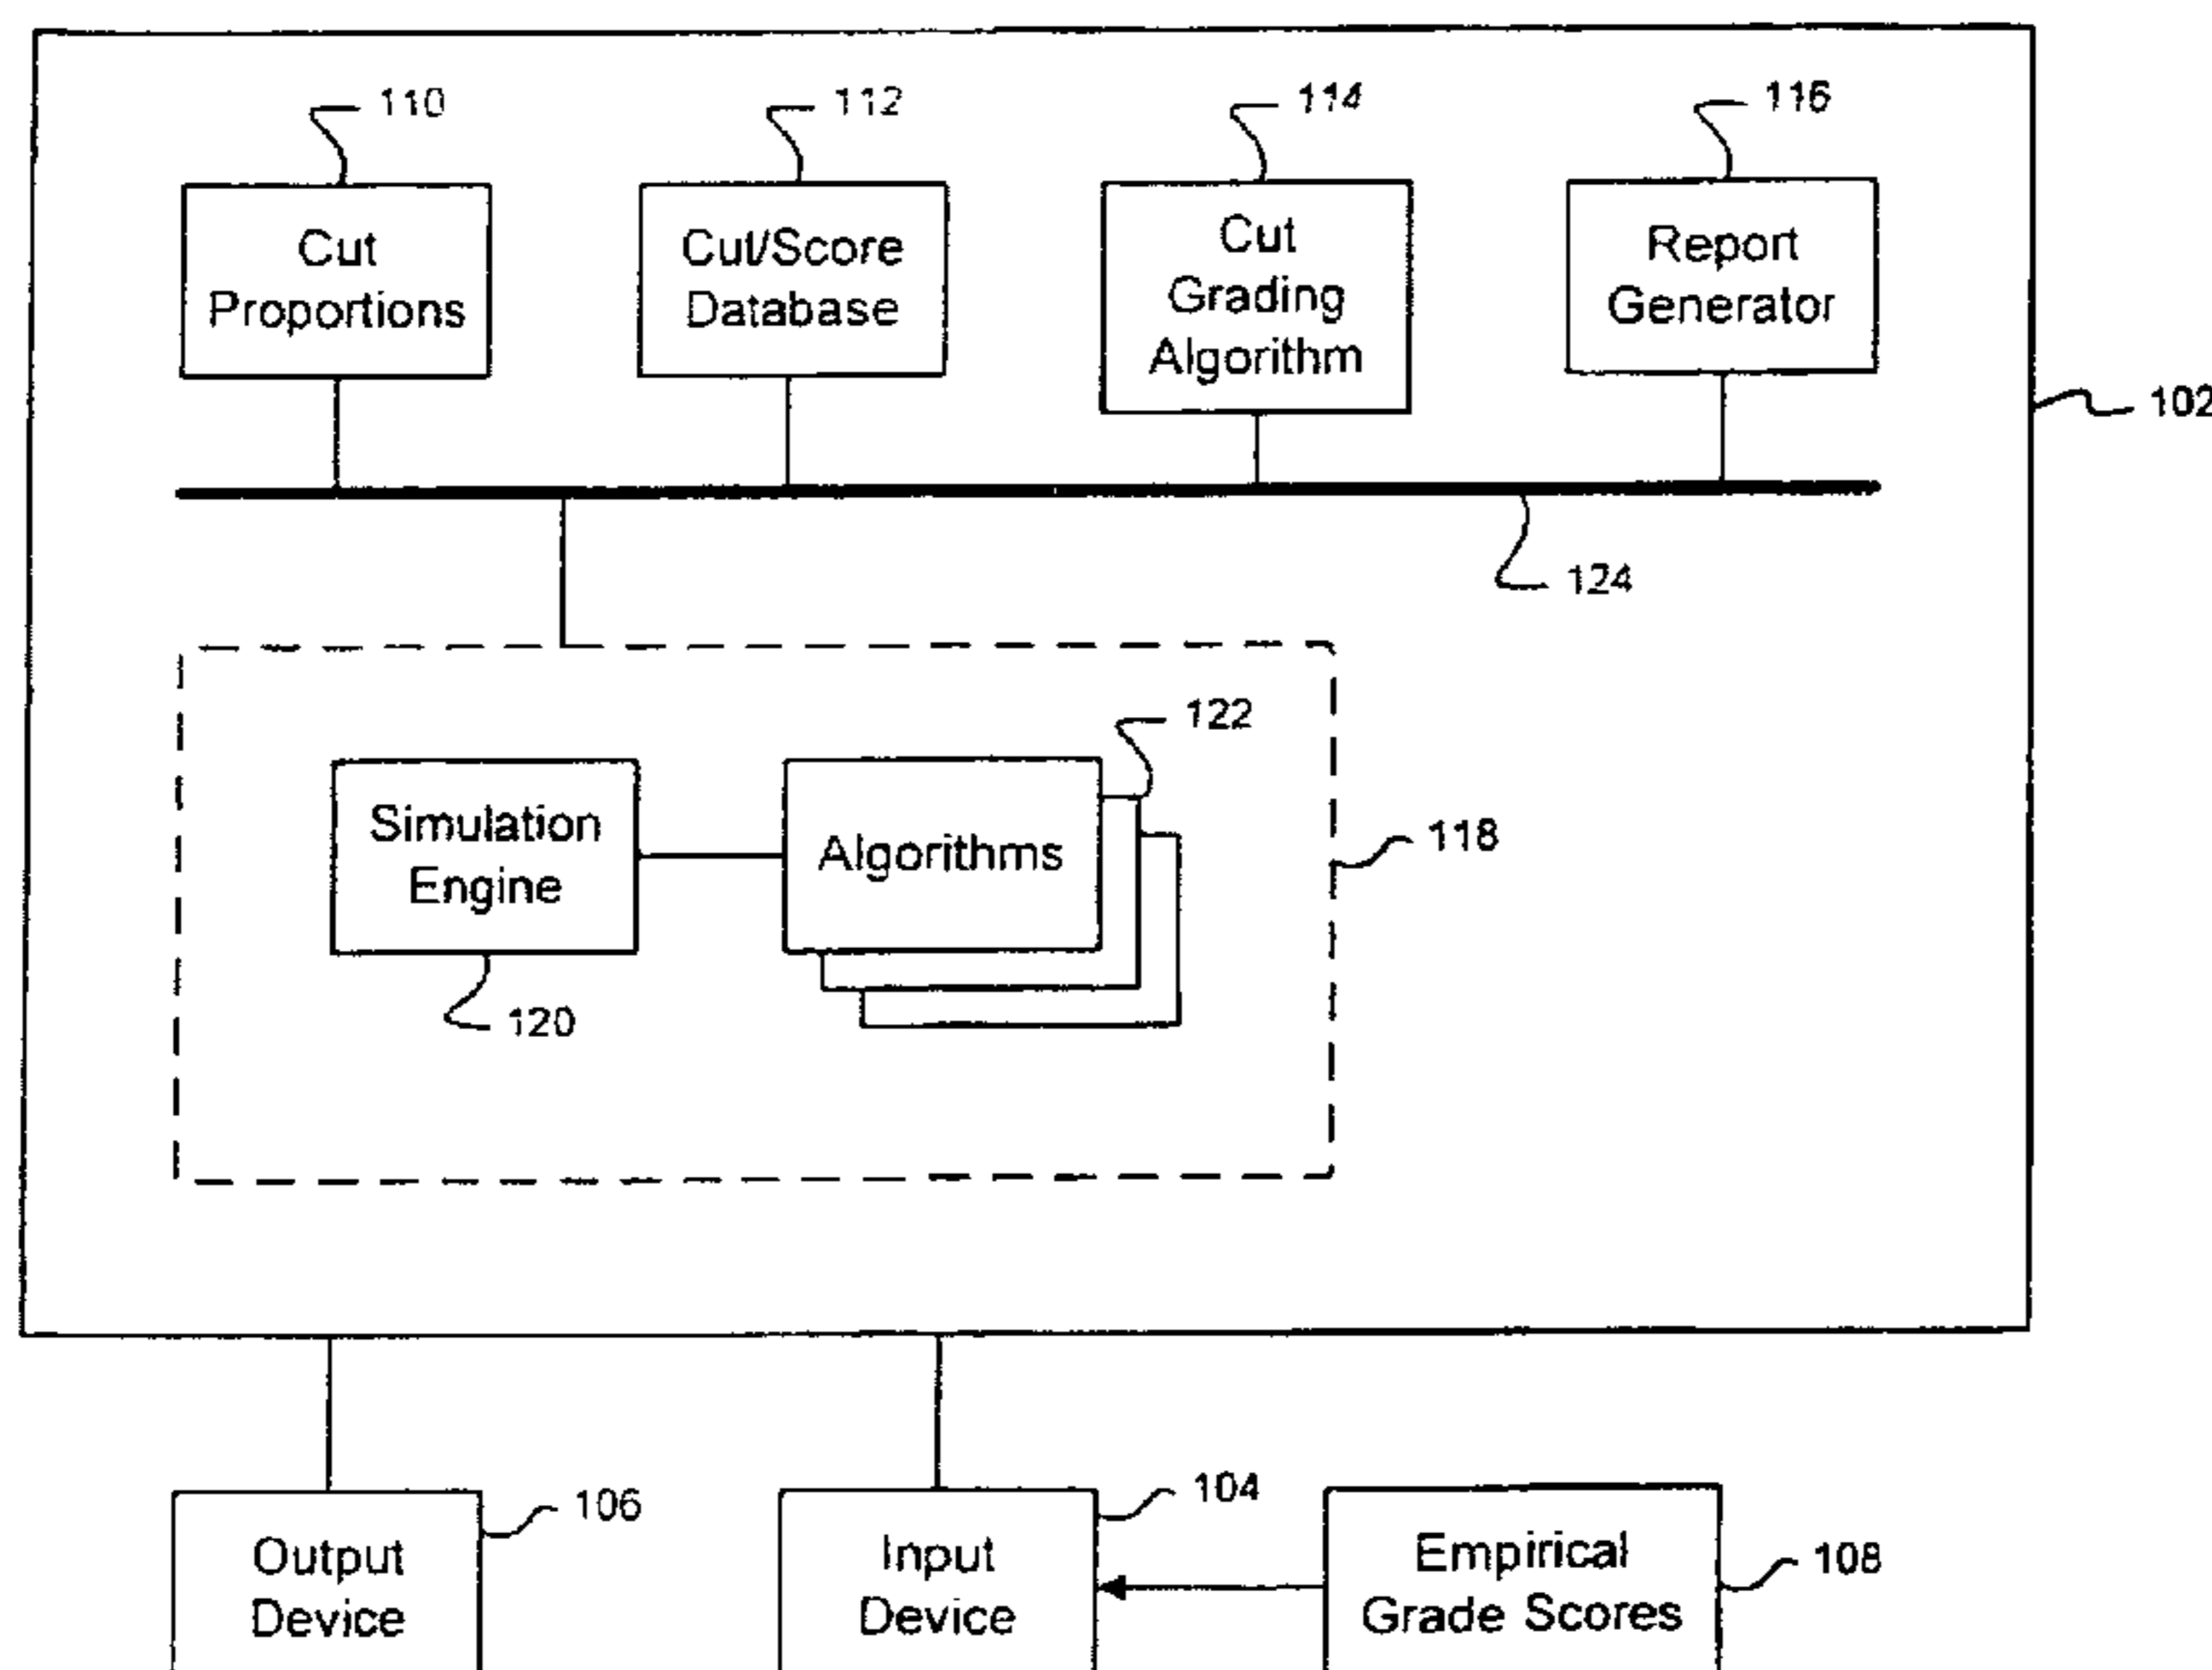 110
112
114
116
Cut
Proportions
Cut/Score
Database
Cut
Grading
Algorithm
Report
Generator
102
124
122
Simulation
Engine
Algorithms
118
120
106
104
Output
Device
Input
Device
Empirical
Grade Scores
108